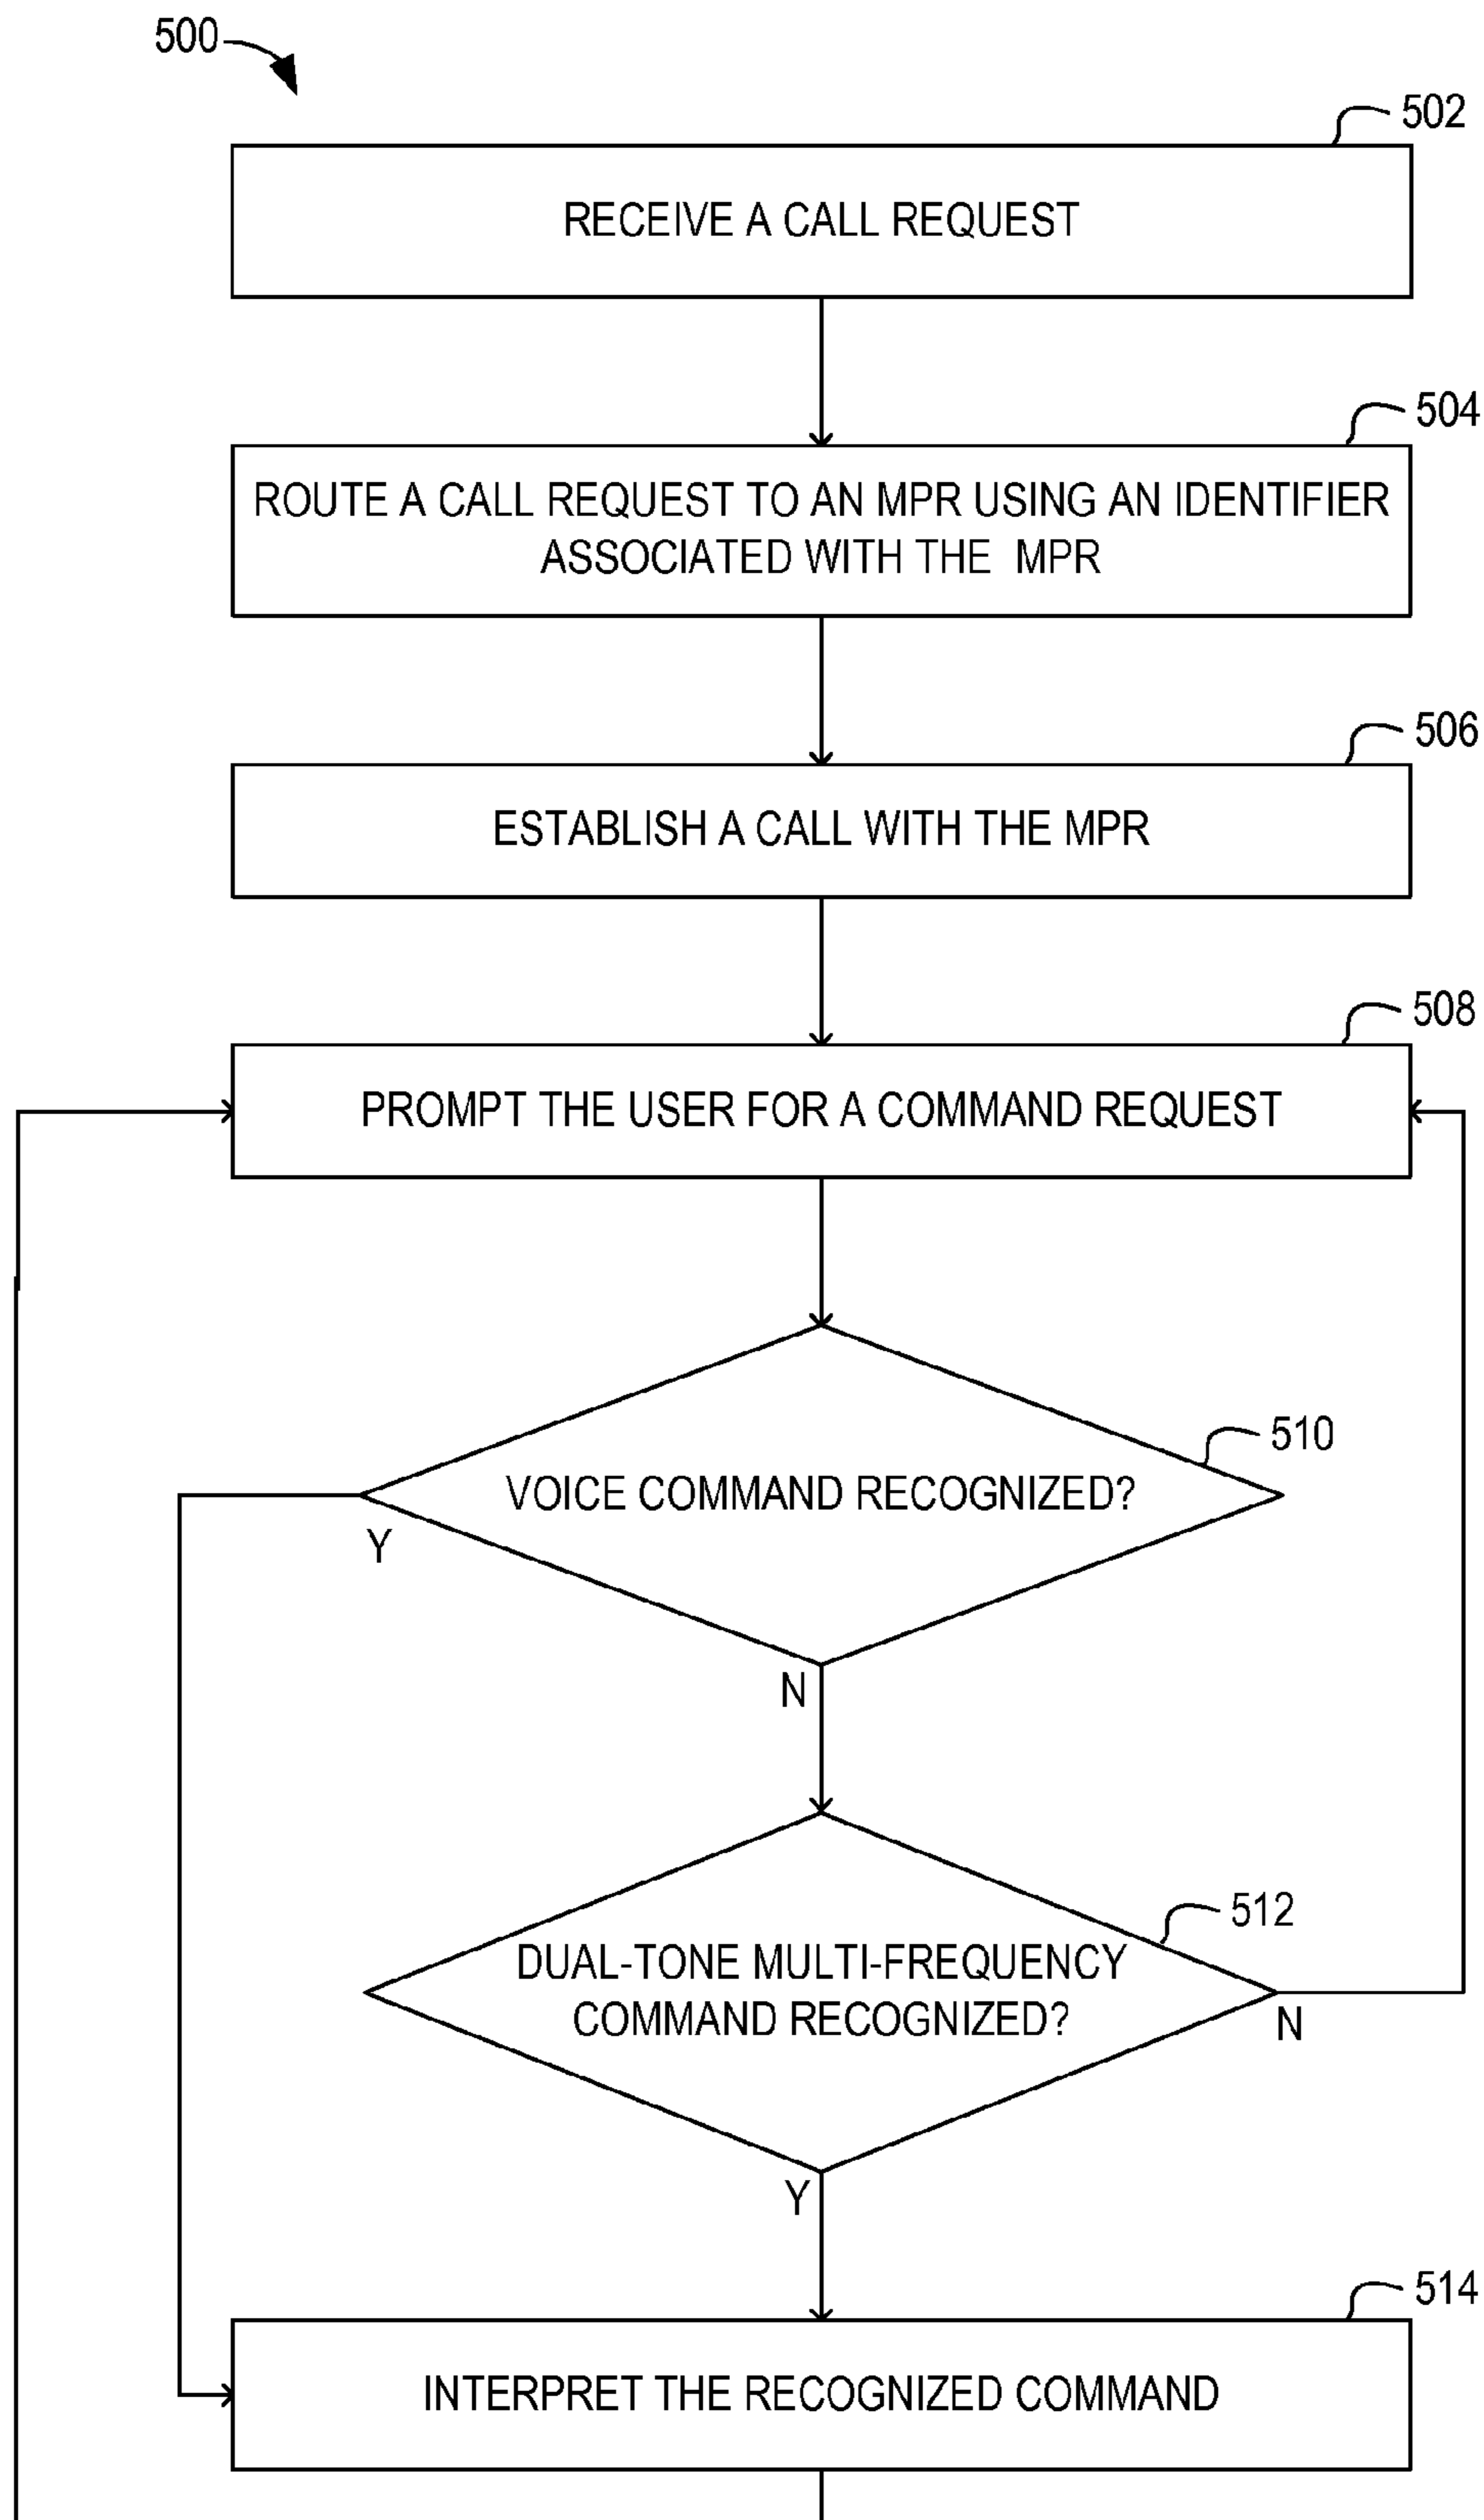 500
502
RECEIVE A CALL REQUEST
504
ROUTE A CALL REQUEST TO AN MPR USING AN IDENTIFIER
ASSOCIATED WITH THE MPR
506
ESTABLISH A CALL WITH THE MPR
508
PROMPT THE USER FOR A COMMAND REQUEST
510
VOICE COMMAND RECOGNIZED?
Y
N
512
DUAL-TONE MULTI-FREQUENCY
COMMAND RECOGNIZED?
N
Y
514
INTERPRET THE RECOGNIZED COMMAND